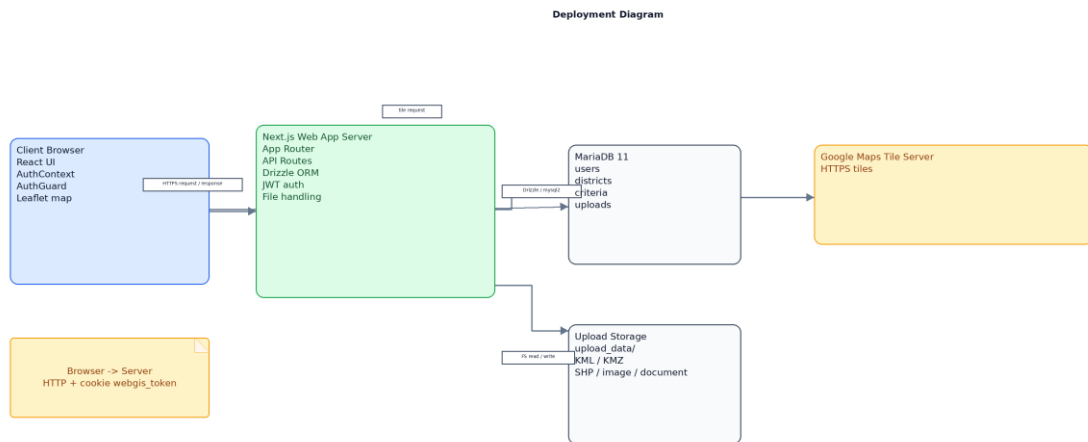 Deployment Diagram
tile request
Client Browser
React UI
AuthContext
AuthGuard
Leaflet map
HTTPS request / response
Next.js Web App Server
App Router
API Routes
Drizzle ORM
JWT auth
File handling
Drizzle / mysql2
MariaDB 11
users
districts
criteria
uploads
Google Maps Tile Server
HTTPS tiles
Upload Storage
upload_data/
KML / KMZ
SHP / image / document
FS read / write
Browser -> Server
HTTP + cookie webgis_token